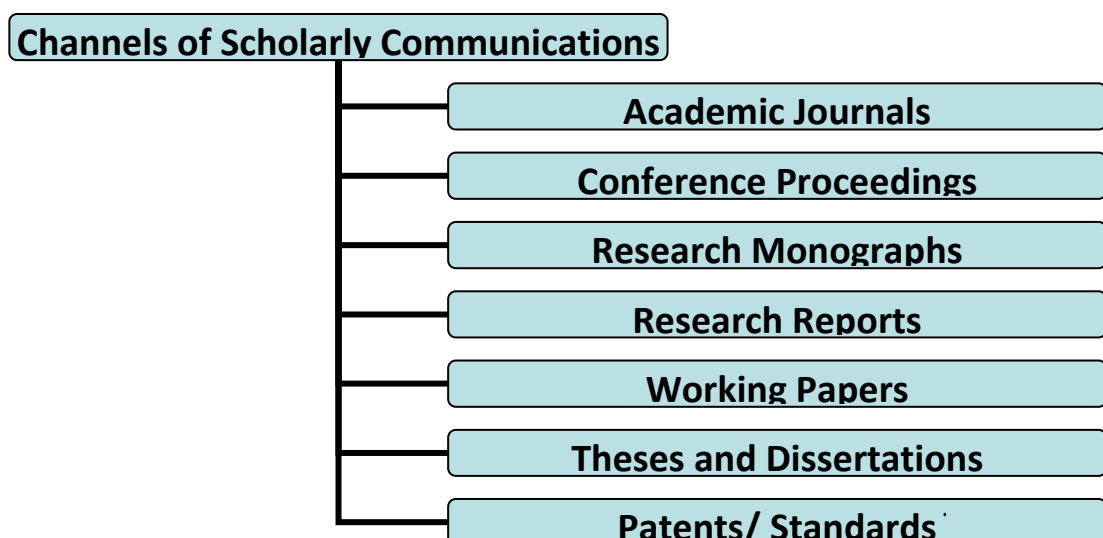 Channels of Scholarly Communications
Academic Journals
Conference Proceedings
Research Monographs
Research Reports
Working Papers
Theses and Dissertations
Patents/ Standards